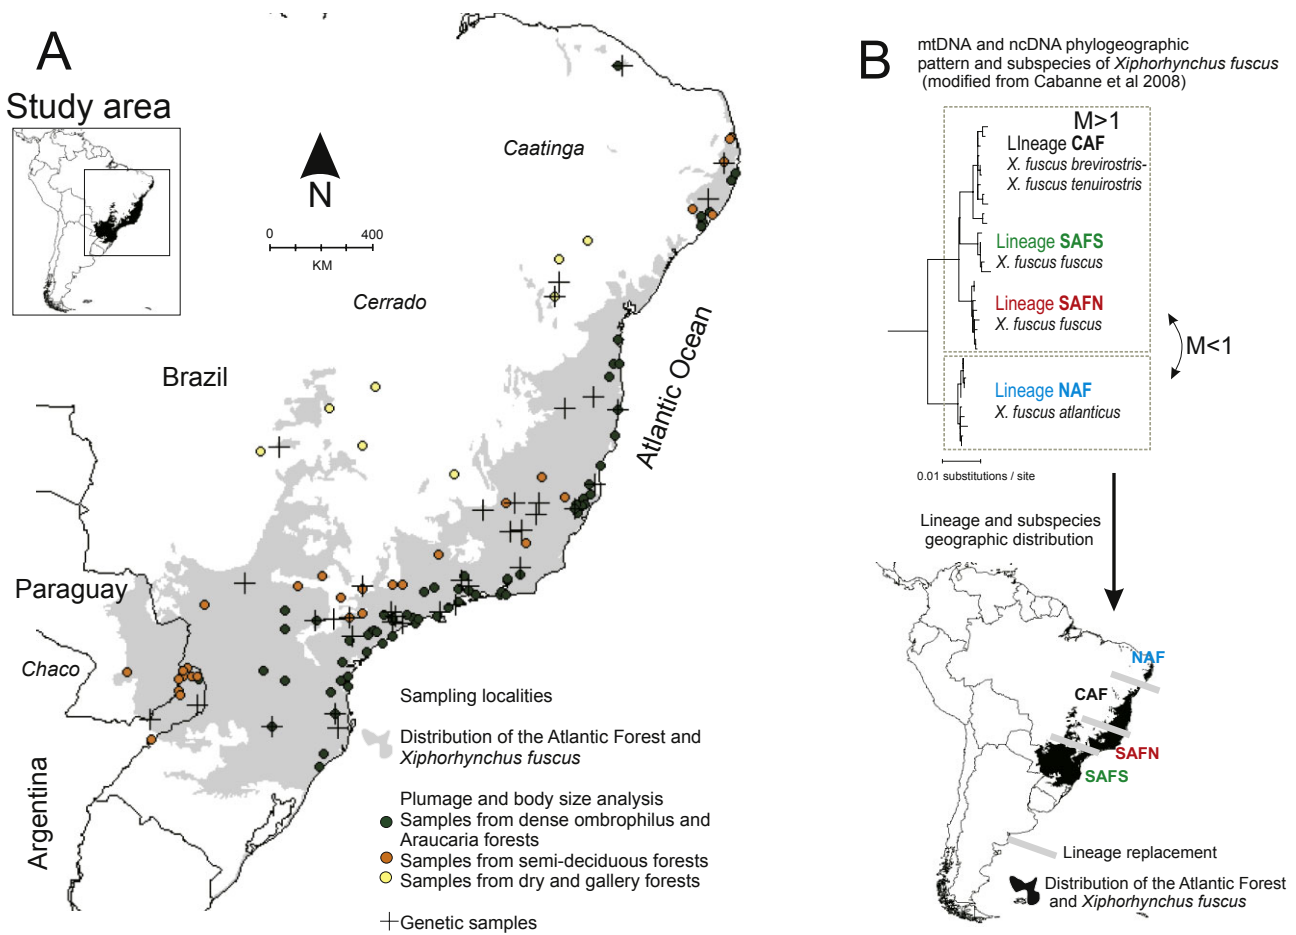 A
Study area
N
0 400
KM
Caatinga
Cerrado
Brazil
Atlantic Ocean
Paraguay
Chaco
Argentina
Sampling localities
Distribution of the Atlantic Forest and
Xiphorhynchus fuscus
Plumage and body size analysis
Samples from dense ombrophilus and
Araucaria forests
Samples from semi-deciduous forests
Samples from dry and gallery forests
Genetic samples
B
mtDNA and ncDNA phylogeographic
pattern and subspecies of Xiphorhynchus fuscus
(modified from Cabanne et al 2008)
M>1
LIneage CAF
X. fuscus brevirostris-
X. fuscus tenuirostris
Lineage SAFS
X. fuscus fuscus
Lineage SAFN
X. fuscus fuscus
M<1
Lineage NAF
X. fuscus atlanticus
0.01 substitutions / site
Lineage and subspecies
geographic distribution
NAF
CAF
SAFN
SAFS
Lineage replacement
Distribution of the Atlantic Forest
and Xiphorhynchus fuscus